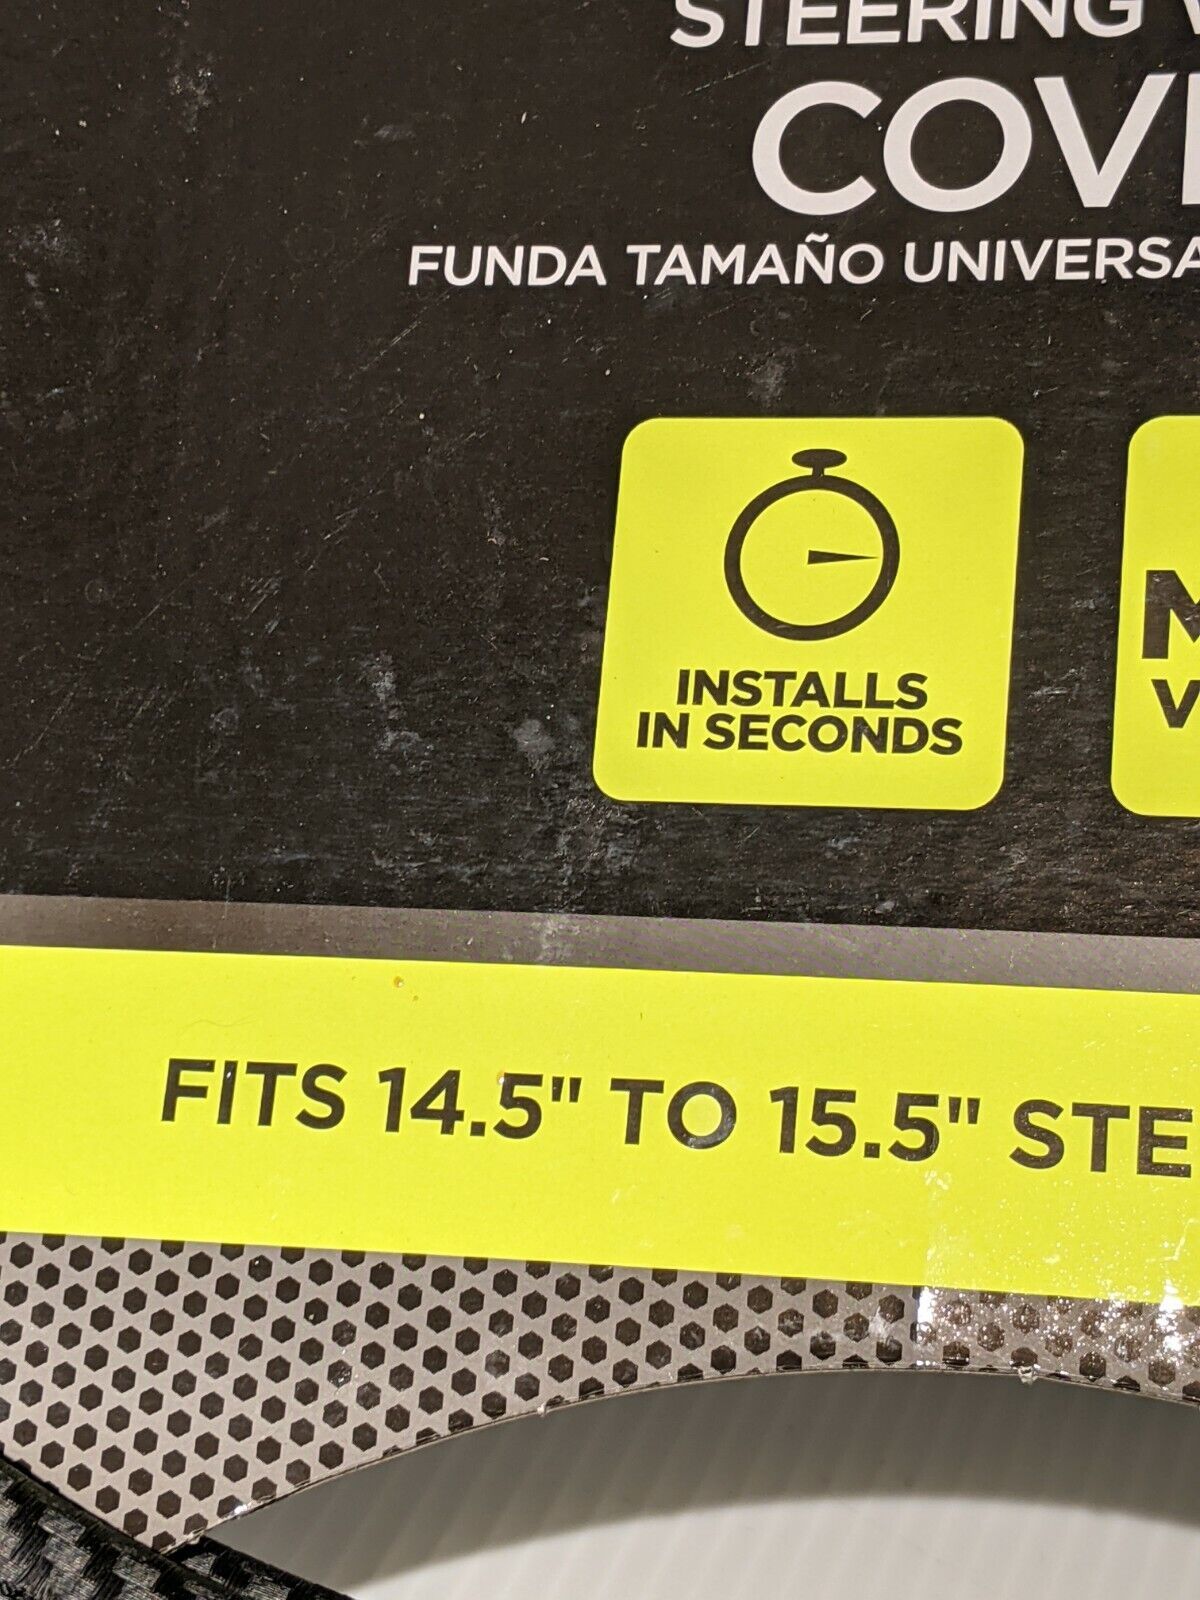 STEERING
COV
FUNDA TAMAÑO UNIVERSA
INSTALLS
IN SECONDS
M
V
FITS 14.5" TO 15.5" STE